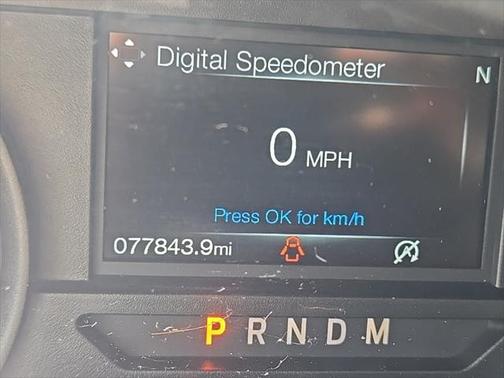 Digital Speedometer
N
0 MPH
Press OK for km/h
077843.9mi
P R N D M